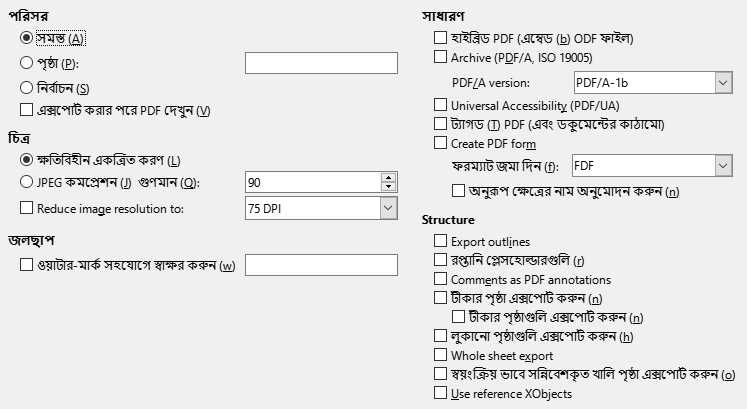 পরিসর
সমস্ত (A)
পৃষ্ঠা (P):
নির্বাচন (S)
এক্সপোর্ট করার পরে PDF দেখুন (V)
চিত্র
ক্ষতিবিহীন একত্রিত করণ (L)
JPEG কমপ্রেশন (J) গুণমান (Q): 90
Reduce image resolution to: 75 DPI
জলছাপ
ওয়াটার-মার্ক সহযোগে স্বাক্ষর করুন (w)
সাধারণ
হাইব্রিড PDF (এম্বেড (b) ODF ফাইল)
Archive (PDF/A, ISO 19005)
PDF/A version: PDF/A-1b
Universal Accessibility (PDF/UA)
ট্যাগড (T) PDF (এবং ডকুমেন্টের কাঠামো)
Create PDF form
ফরম্যাট জমা দিন (f): FDF
অনুরূপ ক্ষেত্রের নাম অনুমোদন করুন (n)
Structure
Export outlines
রপ্তানি প্লেসহোল্ডারগুলি (r)
Comments as PDF annotations
টীকার পৃষ্ঠা এক্সপোর্ট করুন (n)
টীকার পৃষ্ঠাগুলি এক্সপোর্ট করুন (n)
লুকানো পৃষ্ঠাগুলি এক্সপোর্ট করুন (h)
Whole sheet export
স্বয়ংক্রিয় ভাবে সন্নিবেশকৃত খালি পৃষ্ঠা এক্সপোর্ট করুন (o)
Use reference XObjects